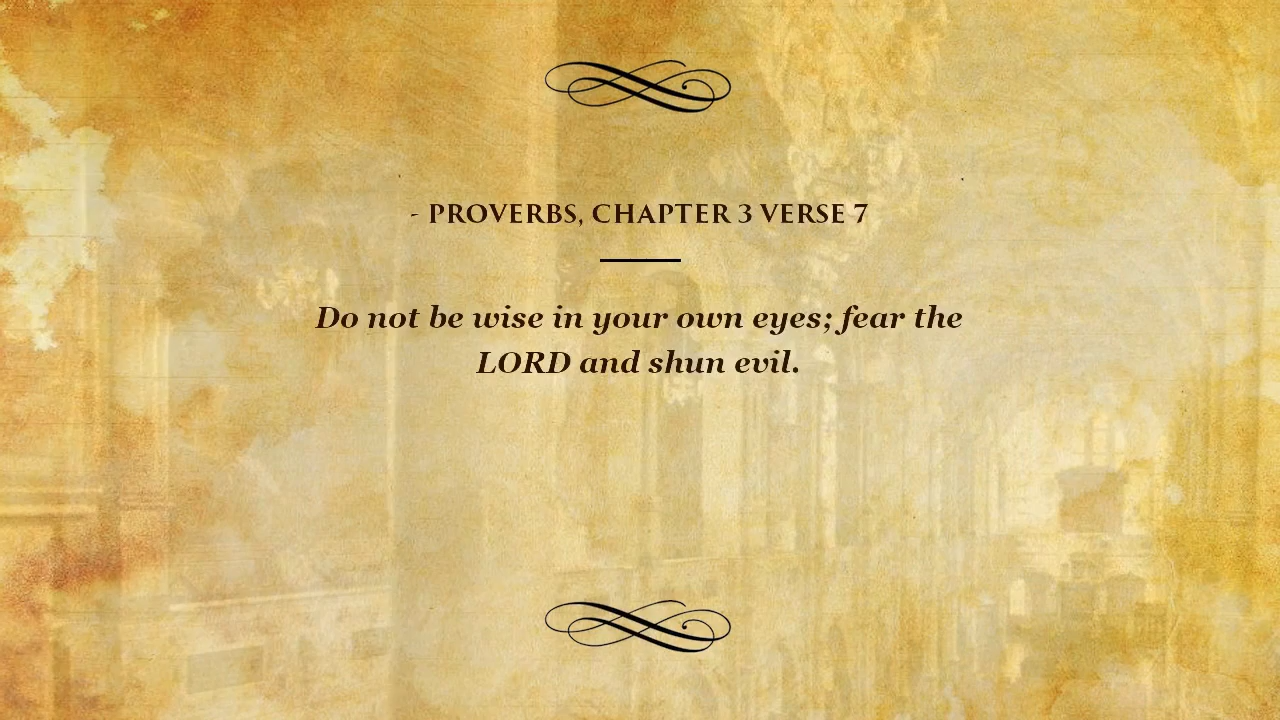 - PROVERBS, CHAPTER 3 VERSE 7
Do not be wise in your own eyes; fear the
LORD and shun evil.